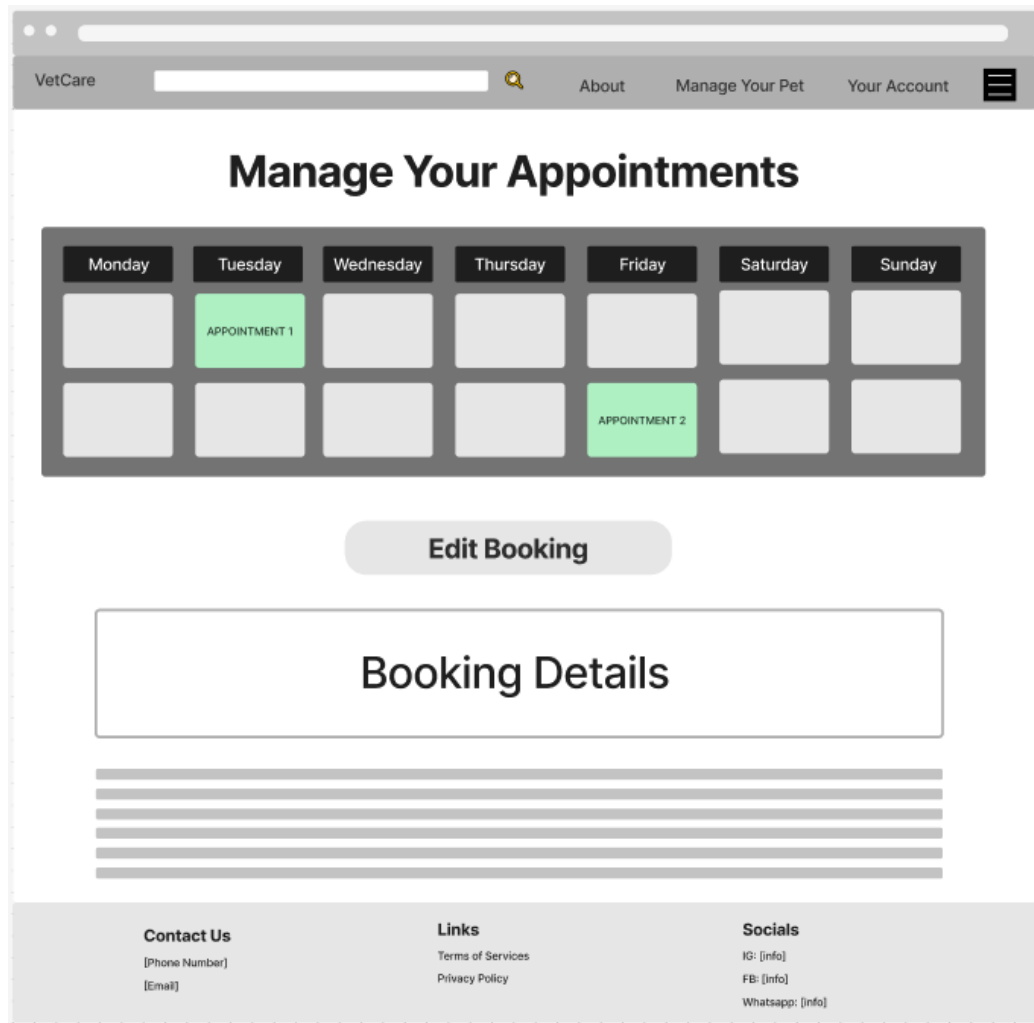 VetCare About Manage Your Pet Your Account
Manage Your Appointments
Monday Tuesday Wednesday Thursday Friday Saturday Sunday
APPOINTMENT 1
APPOINTMENT 2
Edit Booking
Booking Details
Contact Us
[Phone Number]
[Email]
Links
Terms of Services
Privacy Policy
Socials
IG: [info]
FB: [info]
Whatsapp: [info]